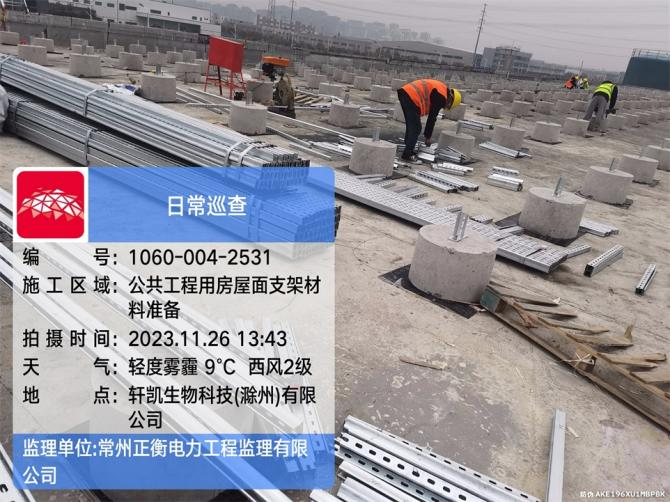 日常巡查
编号：1060-004-2531
施工区域：公共工程用房屋面支架材
料准备
拍摄时间：2023.11.26 13:43
天气：轻度雾霾 9℃ 西风2级
地点：轩凯生物科技(滁州)有限
公司
监理单位:常州正衡电力工程监理有限
公司
防伪 AKE196XU1MBPBK